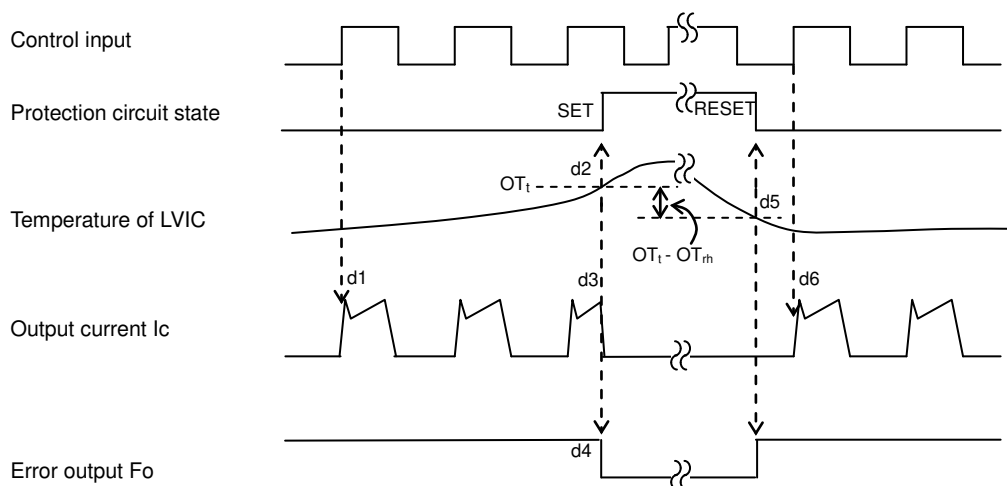 Control input
Protection circuit state
SET
RESET
d2
OTt
d5
Temperature of LVIC
OTt - OTrh
d1
d3
d6
Output current Ic
d4
Error output Fo